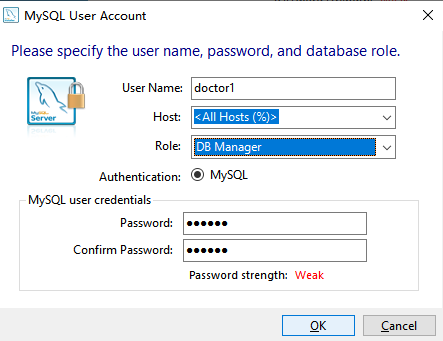 MySQL User Account
Please specify the user name, password, and database role.
MySQL
Server
User Name: doctor1
Host: <All Hosts (%)>
Role: DB Manager
Authentication: MySQL
MySQL user credentials
Password: ●●●●●●
Confirm Password: ●●●●●●
Password strength: Weak
OK Cancel